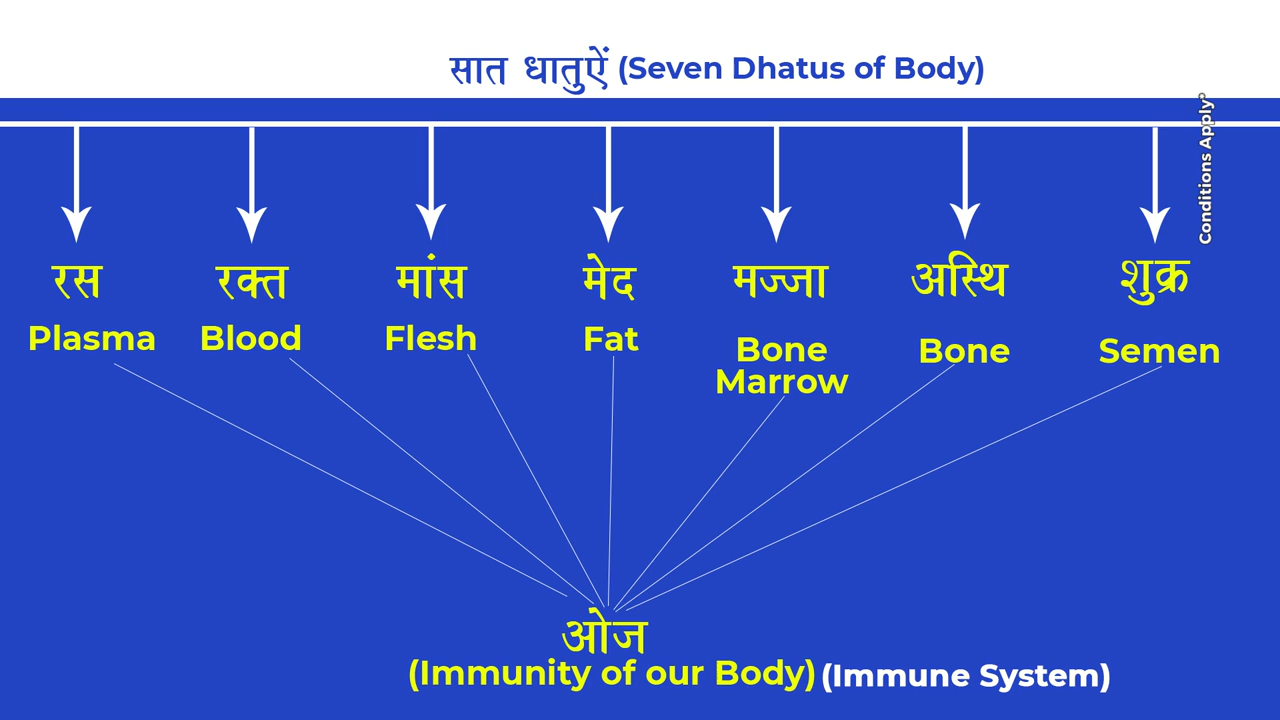 सात धातुऐं (Seven Dhatus of Body)
Conditions Apply°
रस
Plasma
रक्त
Blood
मांस
Flesh
मेद
Fat
मज्जा
Bone
Marrow
अस्थि
Bone
शुक्र
Semen
ओज
(Immunity of our Body) (Immune System)